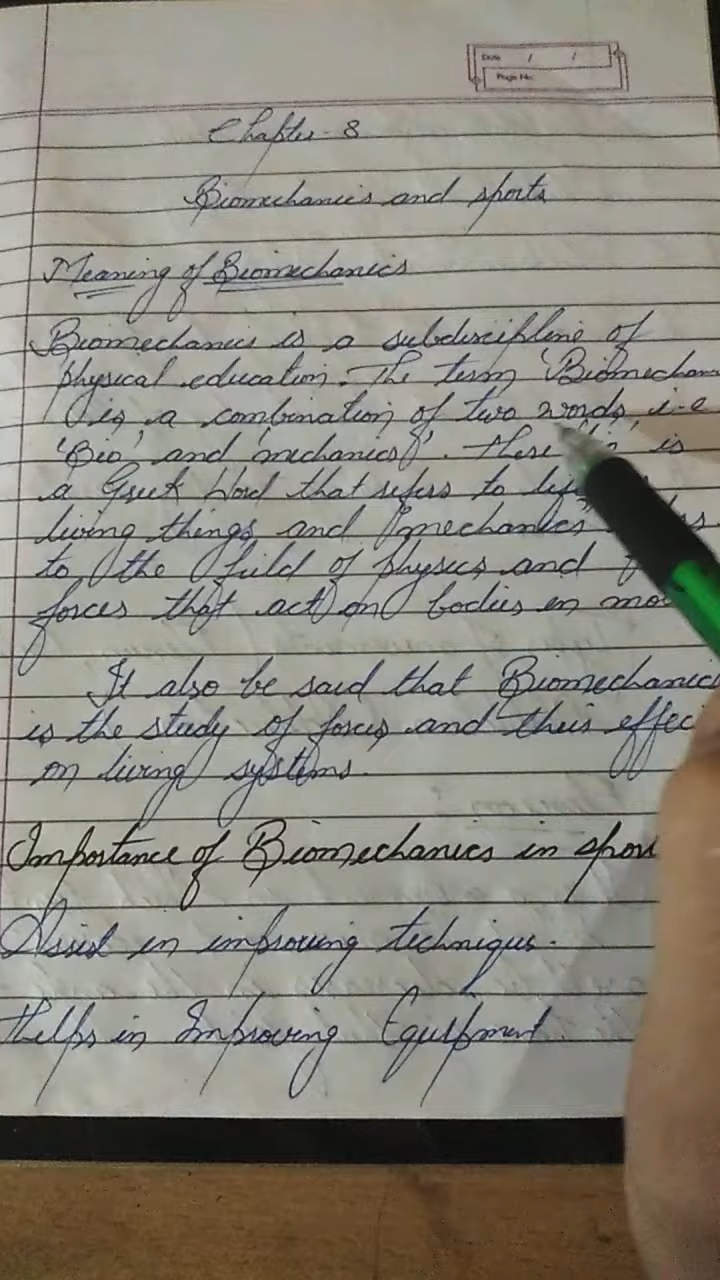 Date / /
Page No.
Chapter - 8
Biomechanics and sports
Meaning of Biomechanics
Biomechanics is a subdiscipline of
physical education. The term 'Biomechan
is a combination of two words, i-e
'Bio' and 'mechanics'. is
a Greek Word that refers to
living things, and 'mechanics'
to the field of physics and
forces that act on bodies in mo
It also be said that Biomechanics
is the study of forces and their effec
on living systems.
Importance of Biomechanics in spor
Assist in improving technique.
Helps in Improving Equipment.